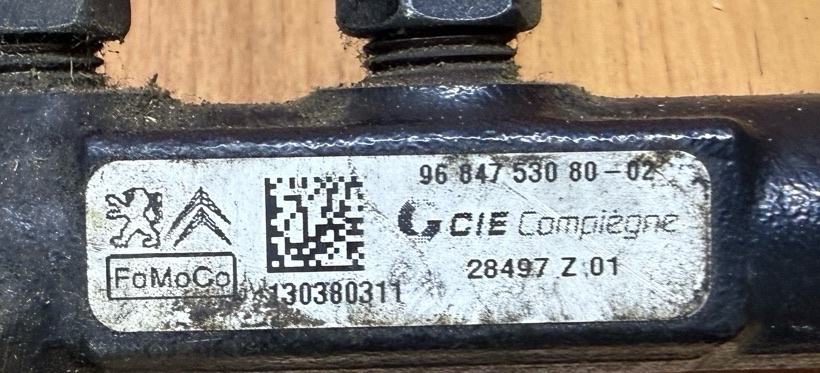 96 847 530 80-02
CIE Compiègne
28497 Z 01
FoMoCo
130380311